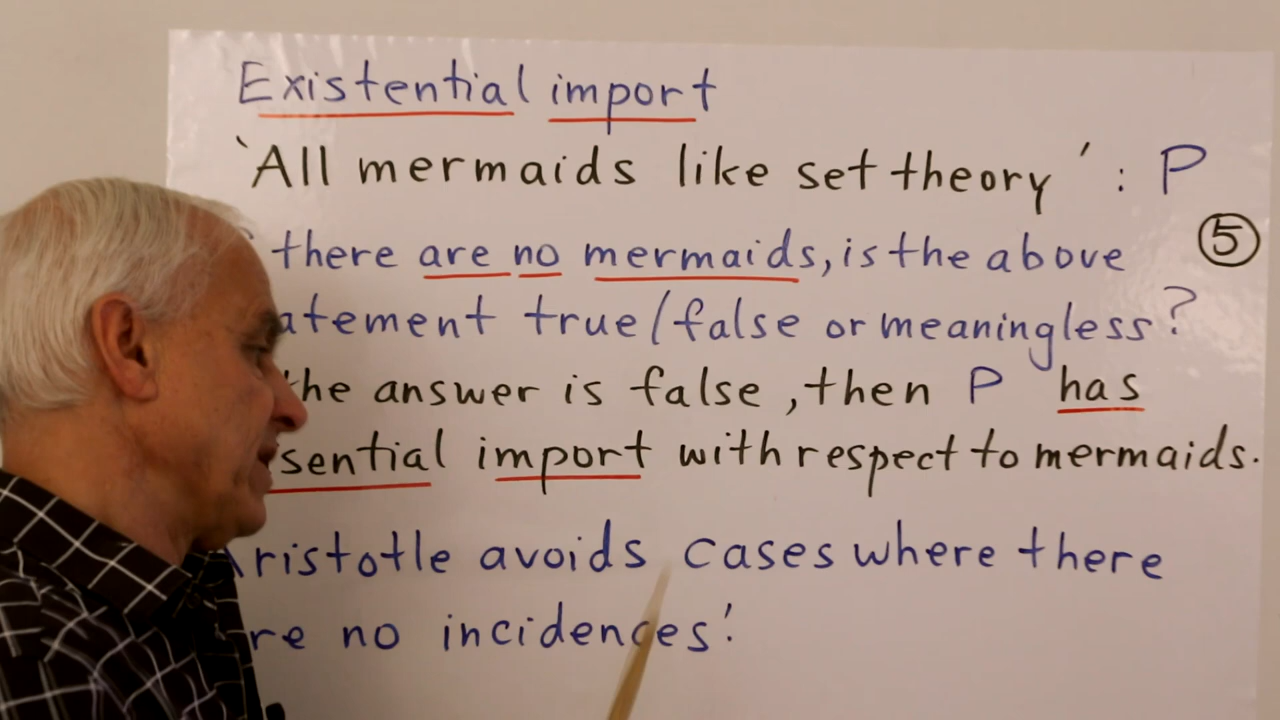 Existential import
'All mermaids like set theory' : P
there are no mermaids, is the above
5
atement true/false or meaningless?
he answer is false, then P has
sential import with respect to mermaids.
ristotle avoids cases where there
re no incidences!